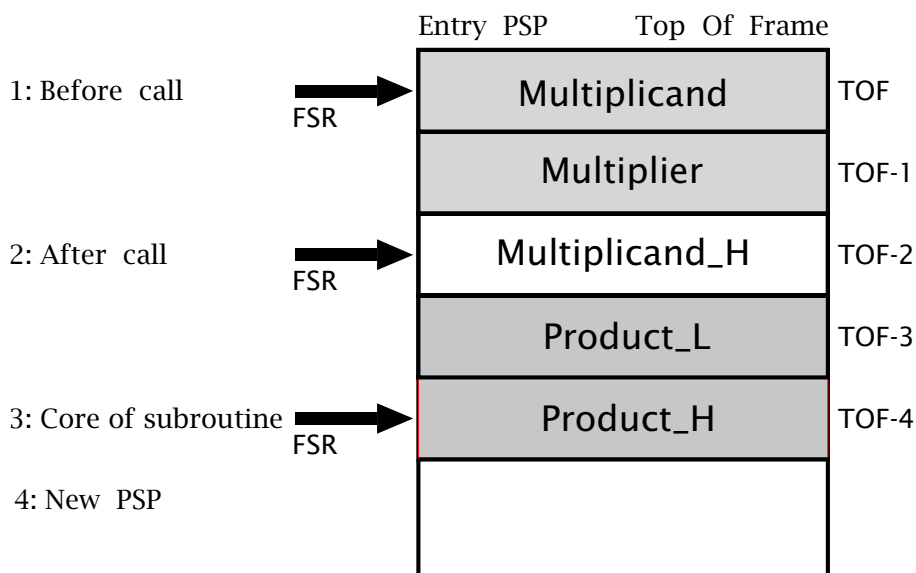 Entry PSP Top Of Frame
1: Before call
FSR
Multiplicand
TOF
Multiplier
TOF-1
2: After call
FSR
Multiplicand_H
TOF-2
Product_L
TOF-3
3: Core of subroutine
FSR
Product_H
TOF-4
4: New PSP